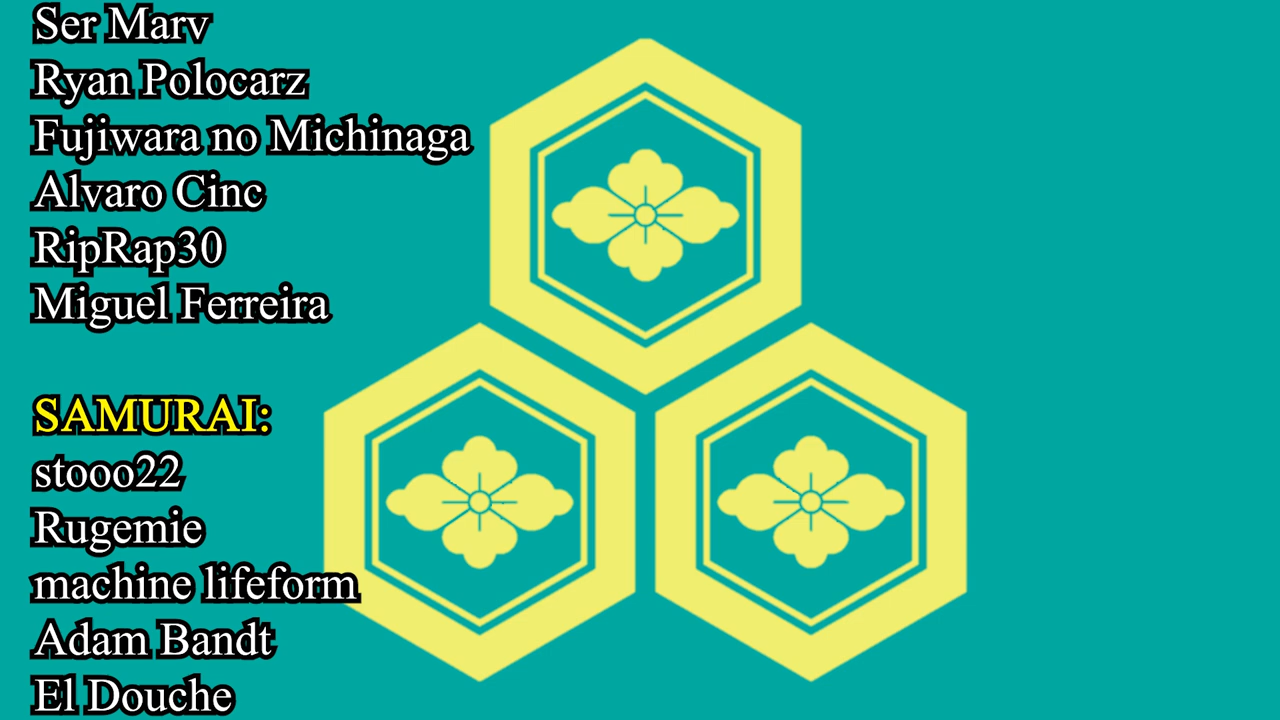 Ser Marv
Ryan Polocarz
Fujiwara no Michinaga
Alvaro Cinc
RipRap30
Miguel Ferreira
SAMURAI:
stooo22
Rugemie
machine lifeform
Adam Bandt
El Douche